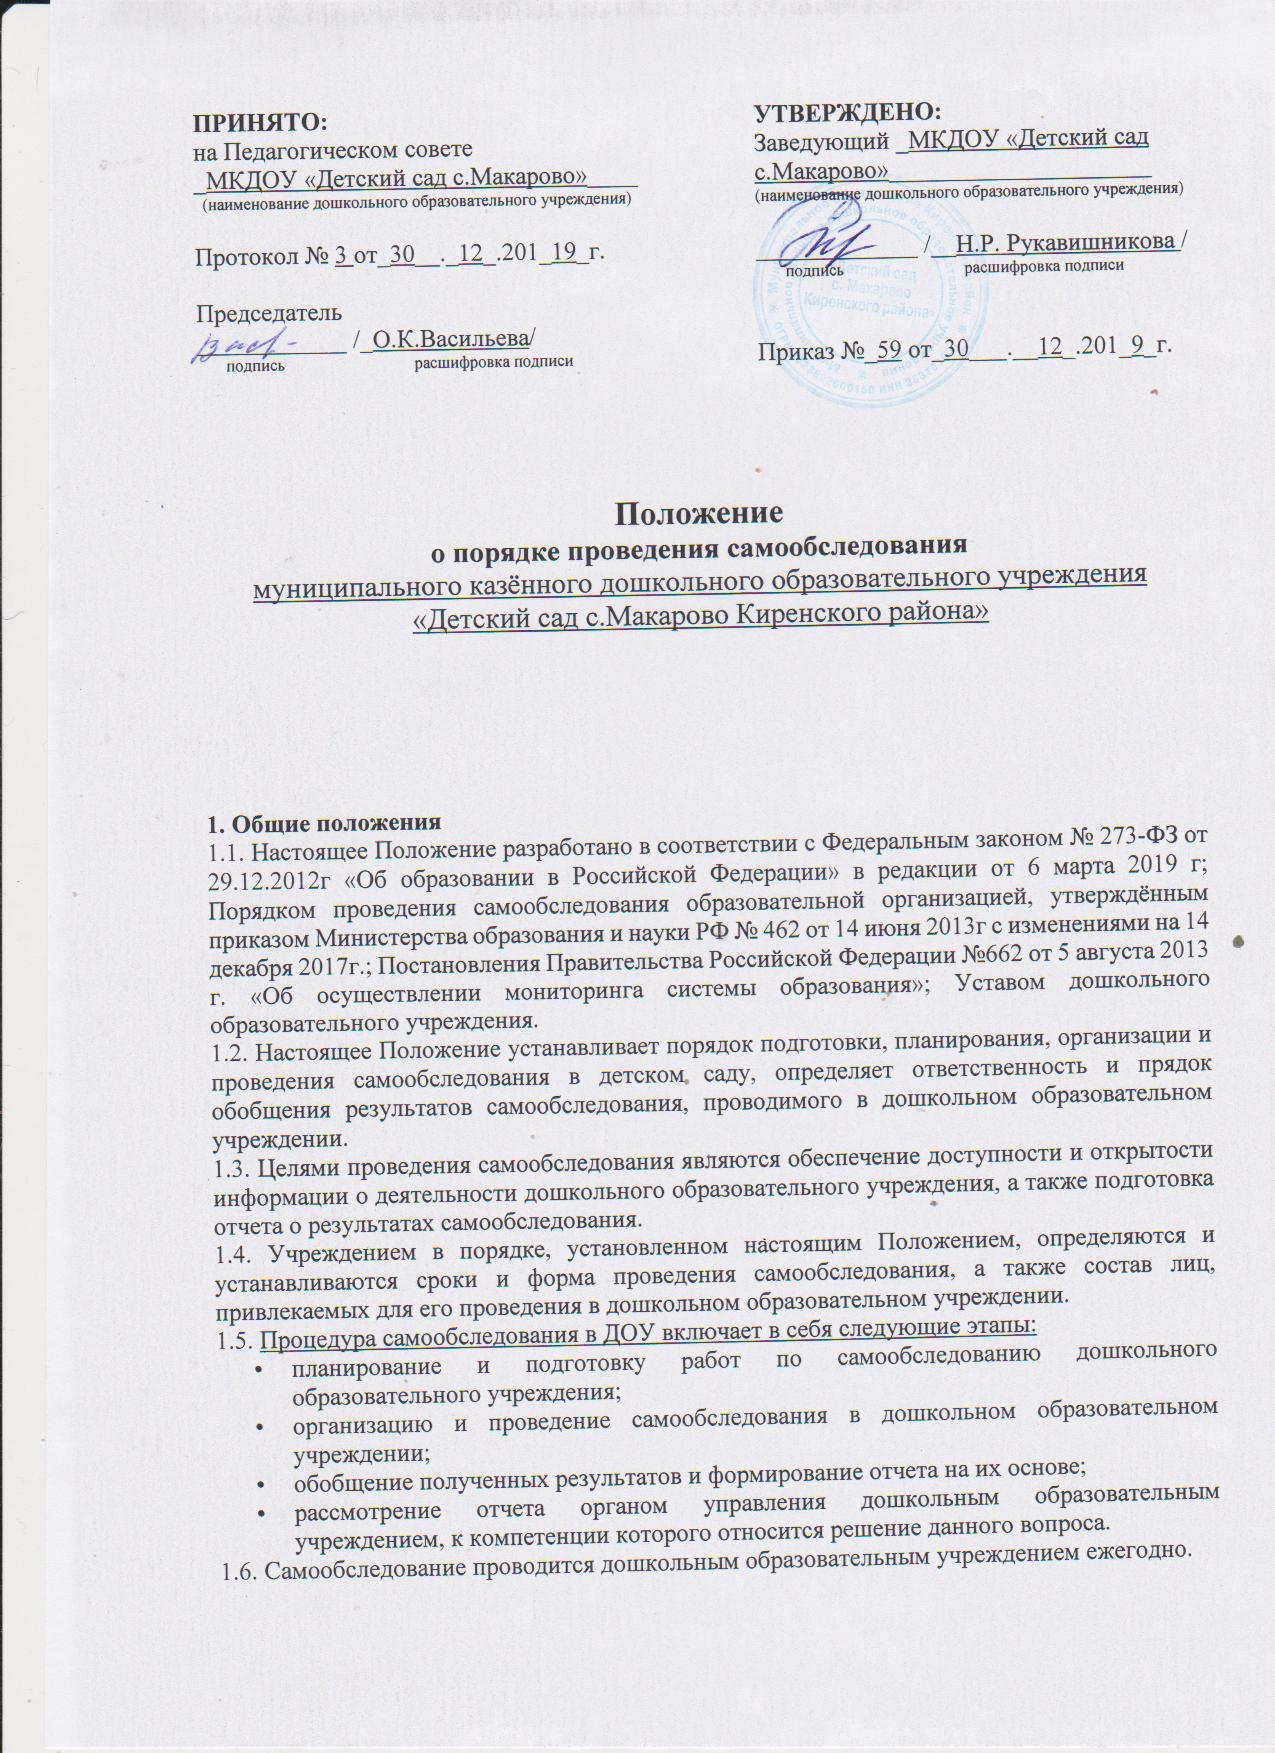 ПРИНЯТО:
на Педагогическом совете
_МКДОУ «Детский сад с.Макарово»____
(наименование дошкольного образовательного учреждения)
Протокол № 3 от_30__._12_.201_19_г.
Председатель
____________ /_О.К.Васильева/
подпись расшифровка подписи
УТВЕРЖДЕНО:
Заведующий _МКДОУ «Детский сад
с.Макарово»_____________________
(наименование дошкольного образовательного учреждения)
_____________ /__Н.Р. Рукавишникова /
подпись расшифровка подписи
Детский сад
с. Макарово
Киренского района»
Приказ №_59 от_30___.__12_.201_9_г.
Положение
о порядке проведения самообследования
муниципального казённого дошкольного образовательного учреждения
«Детский сад с.Макарово Киренского района»
1. Общие положения
1.1. Настоящее Положение разработано в соответствии с Федеральным законом № 273-ФЗ от
29.12.2012г «Об образовании в Российской Федерации» в редакции от 6 марта 2019 г;
Порядком проведения самообследования образовательной организацией, утверждённым
приказом Министерства образования и науки РФ № 462 от 14 июня 2013г с изменениями на 14
декабря 2017г.; Постановления Правительства Российской Федерации №662 от 5 августа 2013
г. «Об осуществлении мониторинга системы образования»; Уставом дошкольного
образовательного учреждения.
1.2. Настоящее Положение устанавливает порядок подготовки, планирования, организации и
проведения самообследования в детском саду, определяет ответственность и прядок
обобщения результатов самообследования, проводимого в дошкольном образовательном
учреждении.
1.3. Целями проведения самообследования являются обеспечение доступности и открытости
информации о деятельности дошкольного образовательного учреждения, а также подготовка
отчета о результатах самообследования.
1.4. Учреждением в порядке, установленном настоящим Положением, определяются и
устанавливаются сроки и форма проведения самообследования, а также состав лиц,
привлекаемых для его проведения в дошкольном образовательном учреждении.
1.5. Процедура самообследования в ДОУ включает в себя следующие этапы:
• планирование и подготовку работ по самообследованию дошкольного
образовательного учреждения;
• организацию и проведение самообследования в дошкольном образовательном
учреждении;
• обобщение полученных результатов и формирование отчета на их основе;
• рассмотрение отчета органом управления дошкольным образовательным
учреждением, к компетенции которого относится решение данного вопроса.
1.6. Самообследование проводится дошкольным образовательным учреждением ежегодно.